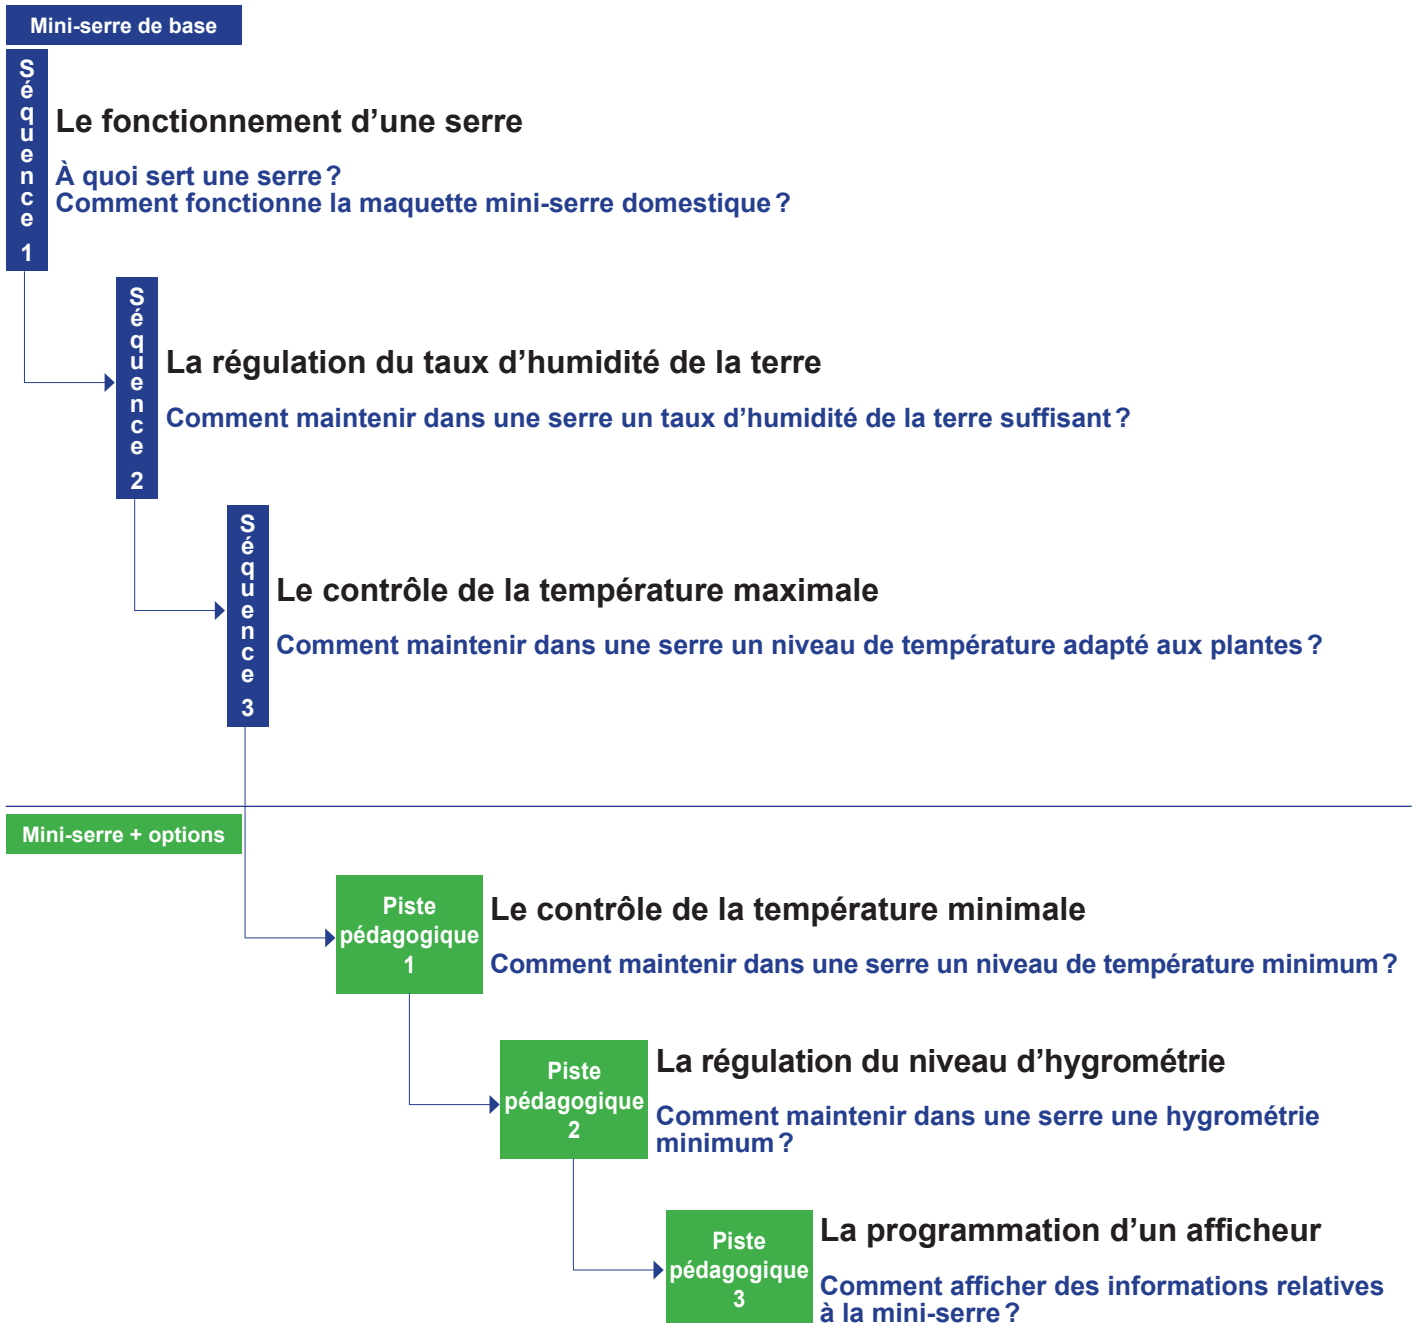 Mini-serre de base
Séquence 1
Le fonctionnement d’une serre
À quoi sert une serre ?
Comment fonctionne la maquette mini-serre domestique ?
Séquence 2
La régulation du taux d’humidité de la terre
Comment maintenir dans une serre un taux d’humidité de la terre suffisant ?
Séquence 3
Le contrôle de la température maximale
Comment maintenir dans une serre un niveau de température adapté aux plantes ?
Mini-serre + options
Piste
pédagogique
1
Le contrôle de la température minimale
Comment maintenir dans une serre un niveau de température minimum ?
Piste
pédagogique
2
La régulation du niveau d’hygrométrie
Comment maintenir dans une serre une hygrométrie
minimum ?
Piste
pédagogique
3
La programmation d’un afficheur
Comment afficher des informations relatives
à la mini-serre ?